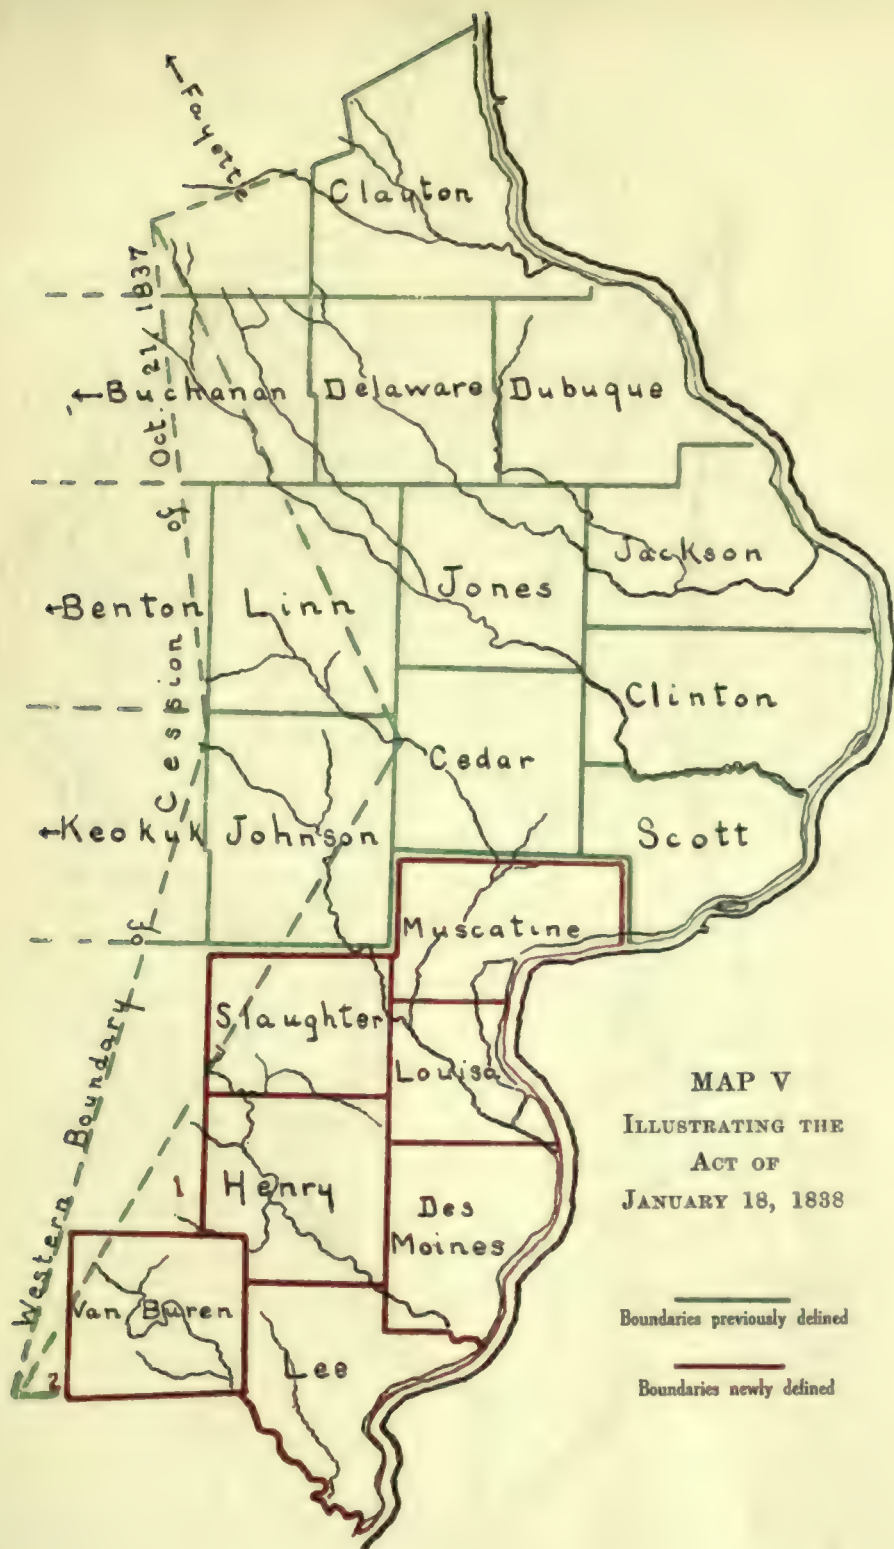 ←Fayette
Clayton
←Buchanan
Delaware
Dubuque
Jackson
←Benton
Linn
Jones
Clinton
←Keokuk
Johnson
Cedar
Scott
Muscatine
Slaughter
Louisa
1
Henry
Des
Moines
Van Buren
2
Lee
Western Boundary of Cession of Oct. 21, 1837
MAP V
ILLUSTRATING THE
ACT OF
JANUARY 18, 1838
Boundaries previously defined
Boundaries newly defined